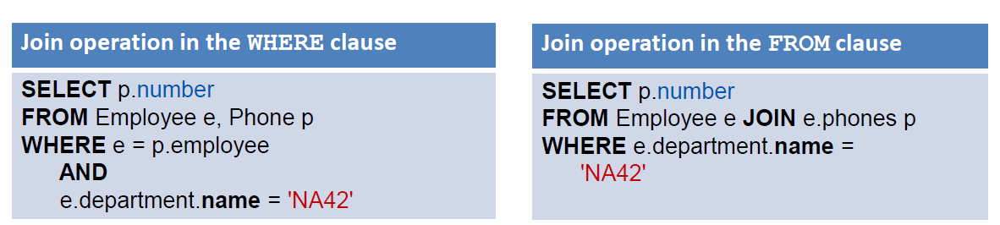 Join operation in the WHERE clause
SELECT p.number
FROM Employee e, Phone p
WHERE e = p.employee
AND
e.department.name = 'NA42'
Join operation in the FROM clause
SELECT p.number
FROM Employee e JOIN e.phones p
WHERE e.department.name =
'NA42'